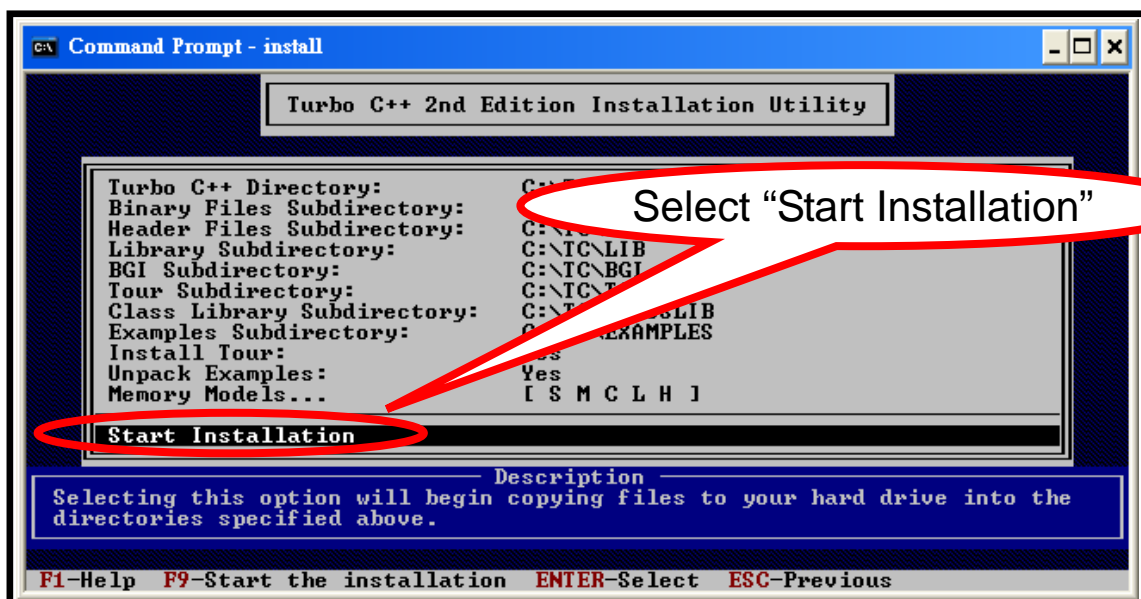 Command Prompt - install
Turbo C++ 2nd Edition Installation Utility
Turbo C++ Directory:
Binary Files Subdirectory:
Select “Start Installation”
Header Files Subdirectory:
Library Subdirectory: C:\TC\LIB
BGI Subdirectory: C:\TC\BGI
Tour Subdirectory:
Class Library Subdirectory:
Examples Subdirectory:
Install Tour:
Unpack Examples: Yes
Memory Models... [ S M C L H ]
Start Installation
Description
Selecting this option will begin copying files to your hard drive into the
directories specified above.
F1-Help F9-Start the installation ENTER-Select ESC-Previous